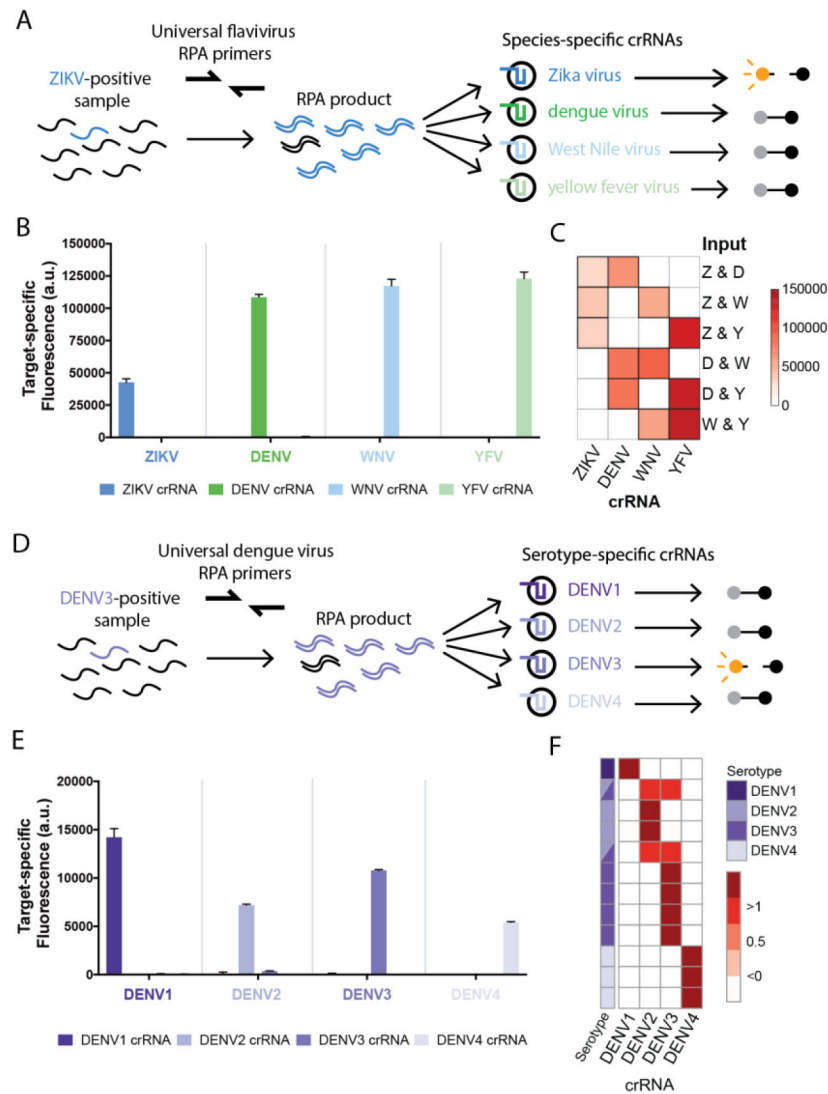 A
Universal flavivirus
RPA primers
ZIKV-positive
sample
RPA product
Species-specific crRNAs
Zika virus
dengue virus
West Nile virus
yellow fever virus
B
Target-specific
Fluorescence (a.u.)
150000
125000
100000
75000
50000
25000
0
ZIKV
DENV
WNV
YFV
ZIKV crRNA
DENV crRNA
WNV crRNA
YFV crRNA
C
Input
Z & D
Z & W
Z & Y
D & W
D & Y
W & Y
150000
100000
50000
0
ZIKV
DENV
WNV
YFV
crRNA
D
Universal dengue virus
RPA primers
DENV3-positive
sample
RPA product
Serotype-specific crRNAs
DENV1
DENV2
DENV3
DENV4
E
Target-specific
Fluorescence (a.u.)
20000
15000
10000
5000
0
DENV1
DENV2
DENV3
DENV4
DENV1 crRNA
DENV2 crRNA
DENV3 crRNA
DENV4 crRNA
F
Serotype
DENV1
DENV2
DENV3
DENV4
>1
0.5
<0
Serotype
DENV1
DENV2
DENV3
DENV4
crRNA